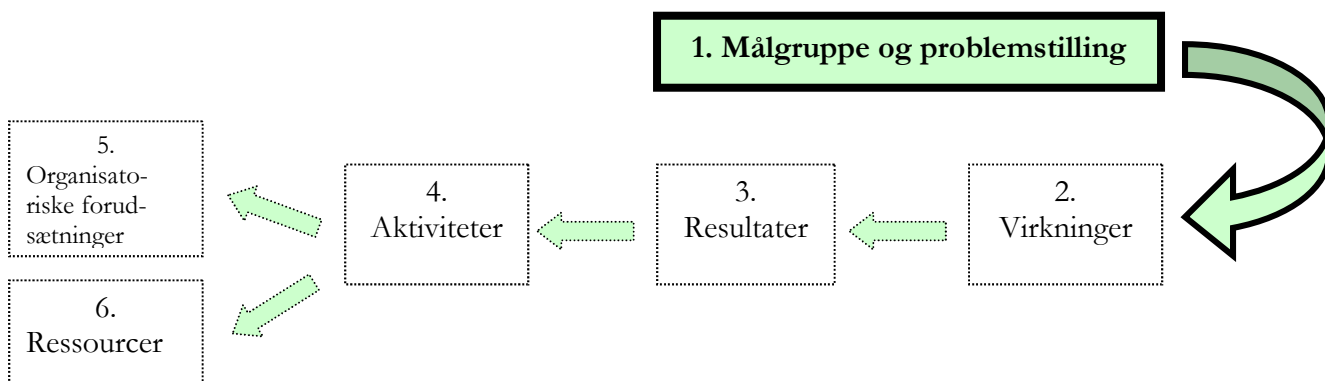 1. Målgruppe og problemstilling
5.
Organisato-
riske forud-
sætninger
4.
Aktiviteter
3.
Resultater
2.
Virkninger
6.
Ressourcer